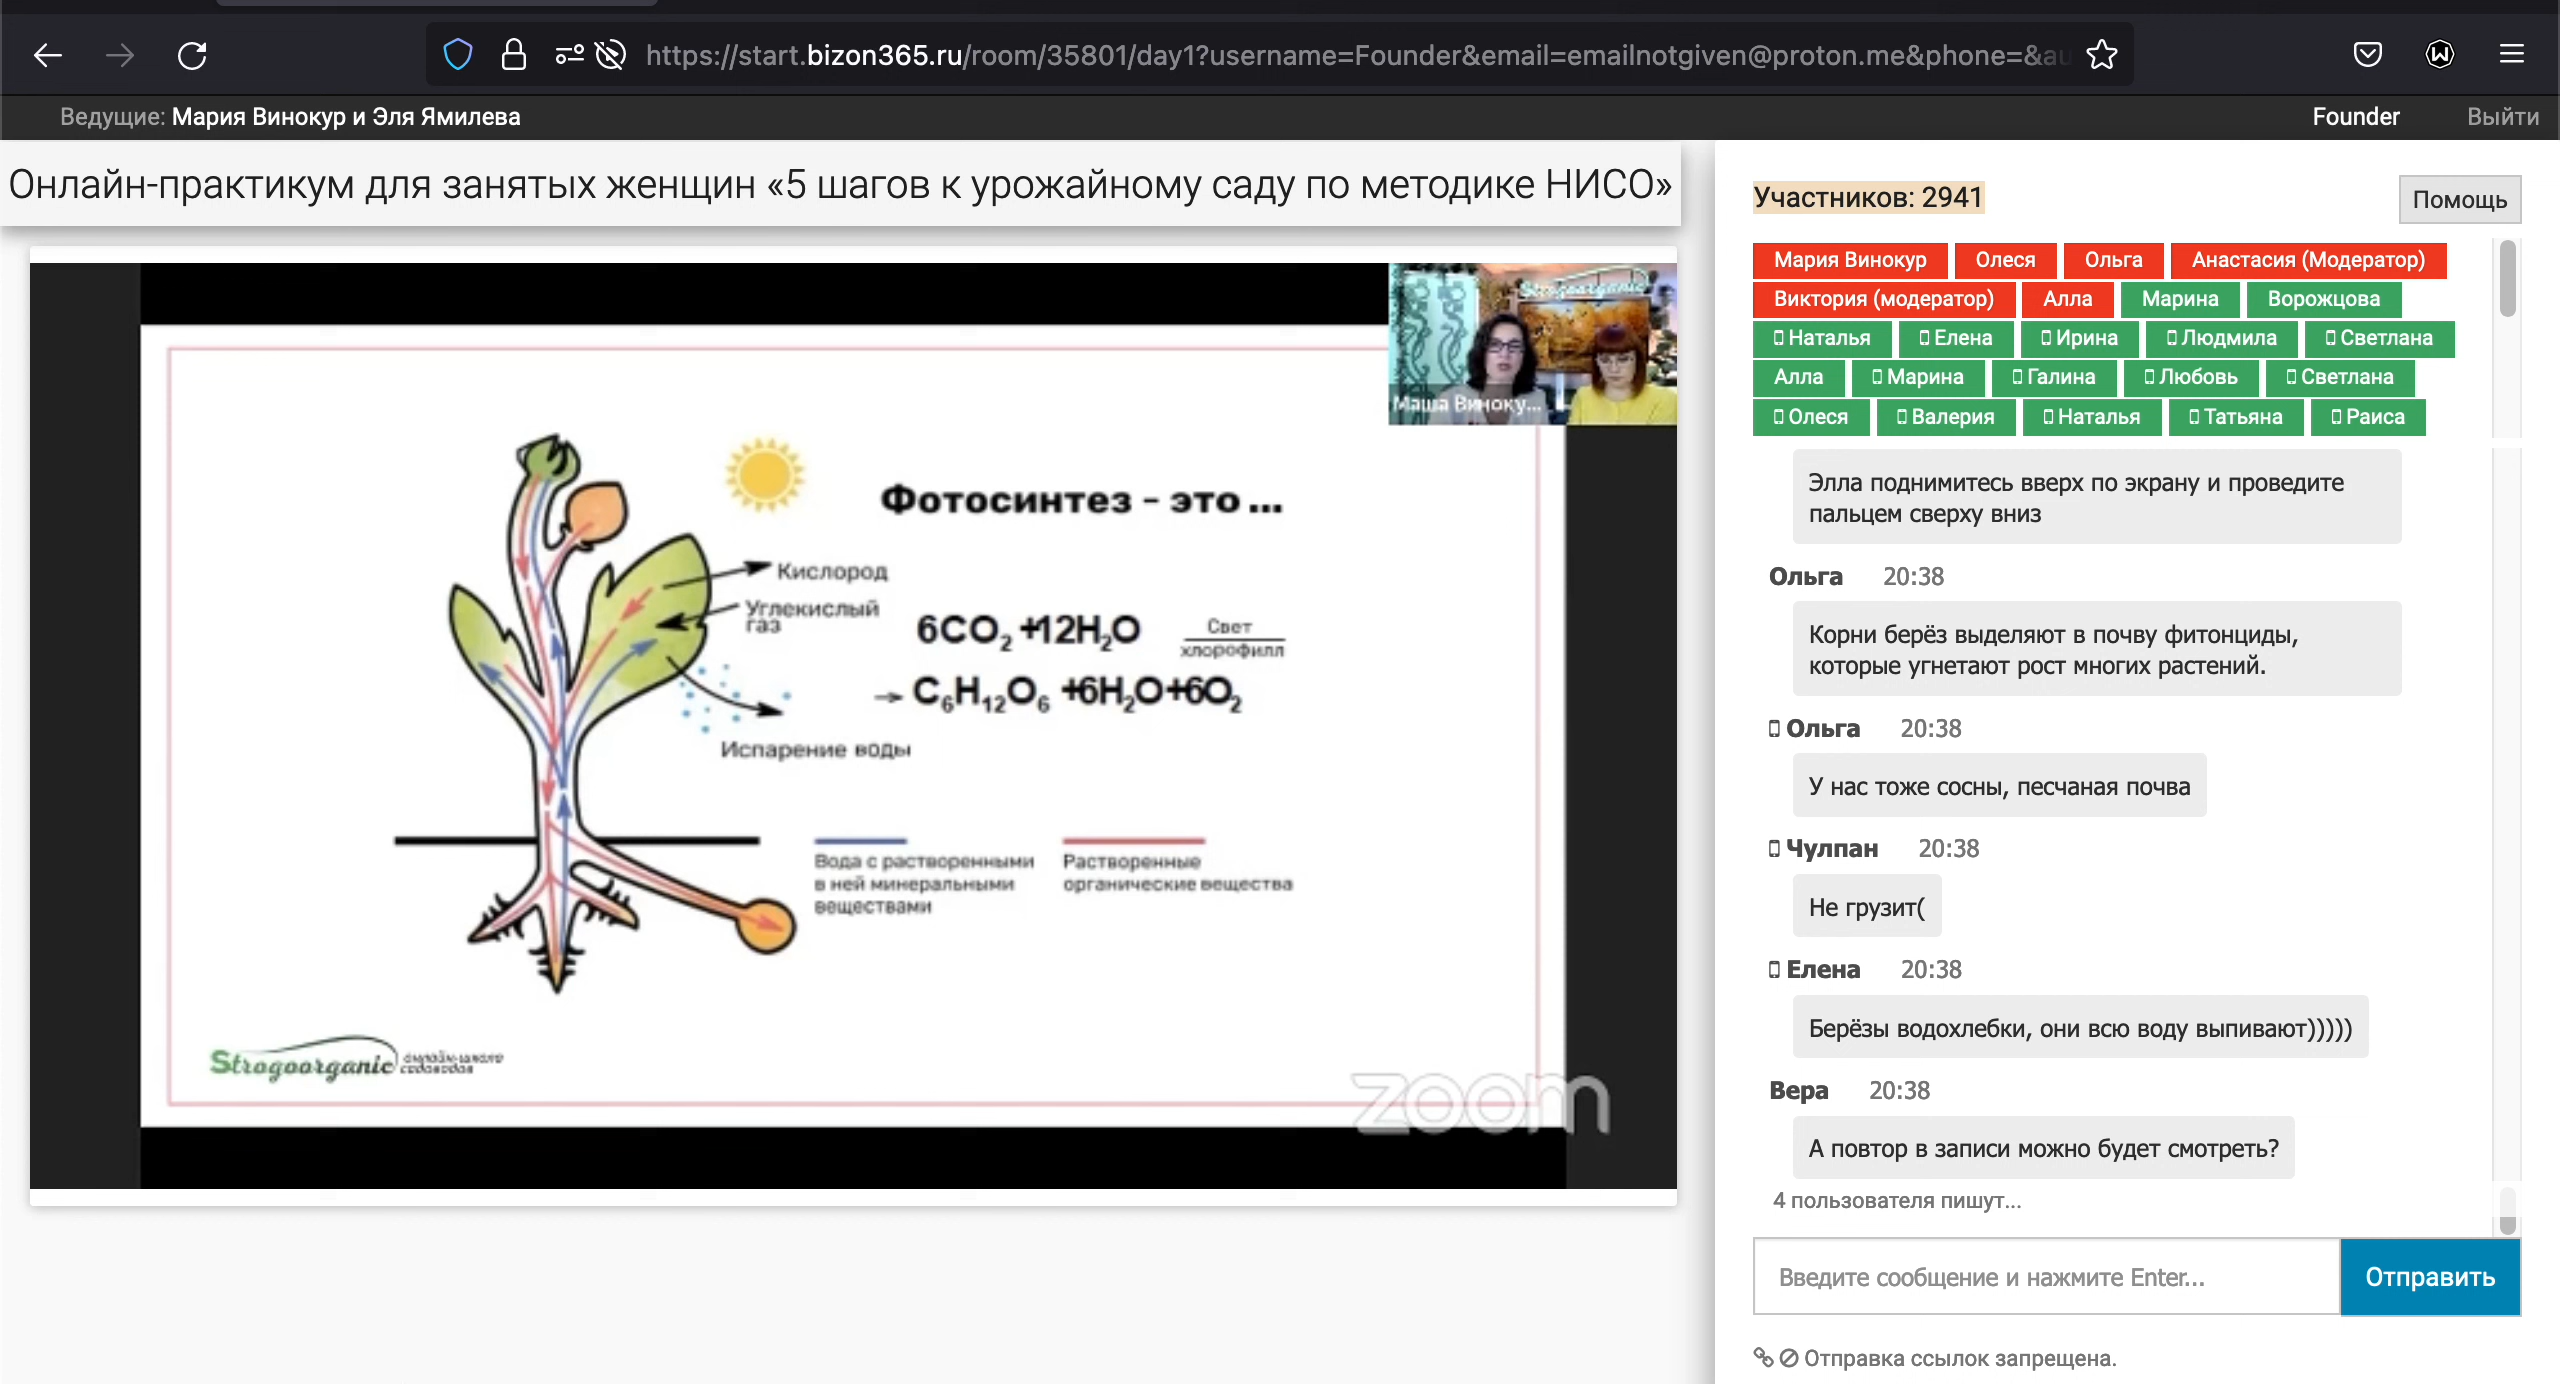 https://start.bizon365.ru/room/35801/day1?username=Founder&email=emailnotgiven@proton.me&phone=&au
Ведущие: Мария Винокур и Эля Ямилева
Founder
Выйти
Онлайн-практикум для занятых женщин «5 шагов к урожайному саду по методике НИСО»
Strogoorganic
Маша Виноку...
Фотосинтез - это ...
Кислород
Углекислый
газ
6CO₂+12H₂O
Свет
хлорофилл
→ C₆H₁₂O₆ +6H₂O+6O₂
Испарение воды
Вода с растворенными
в ней минеральными
веществами
Растворенные
органические вещества
Strogoorganic
онлайн-школа
садоводов
zoom
Участников: 2941
Помощь
Мария Винокур Олеся Ольга Анастасия (Модератор)
Виктория (модератор) Алла Марина Ворожцова
Наталья Елена Ирина Людмила Светлана
Алла Марина Галина Любовь Светлана
Олеся Валерия Наталья Татьяна Раиса
Элла поднимитесь вверх по экрану и проведите
пальцем сверху вниз
Ольга 20:38
Корни берёз выделяют в почву фитонциды,
которые угнетают рост многих растений.
Ольга 20:38
У нас тоже сосны, песчаная почва
Чулпан 20:38
Не грузит(
Елена 20:38
Берёзы водохлебки, они всю воду выпивают)))))
Вера 20:38
А повтор в записи можно будет смотреть?
4 пользователя пишут...
Введите сообщение и нажмите Enter...
Отправить
Отправка ссылок запрещена.